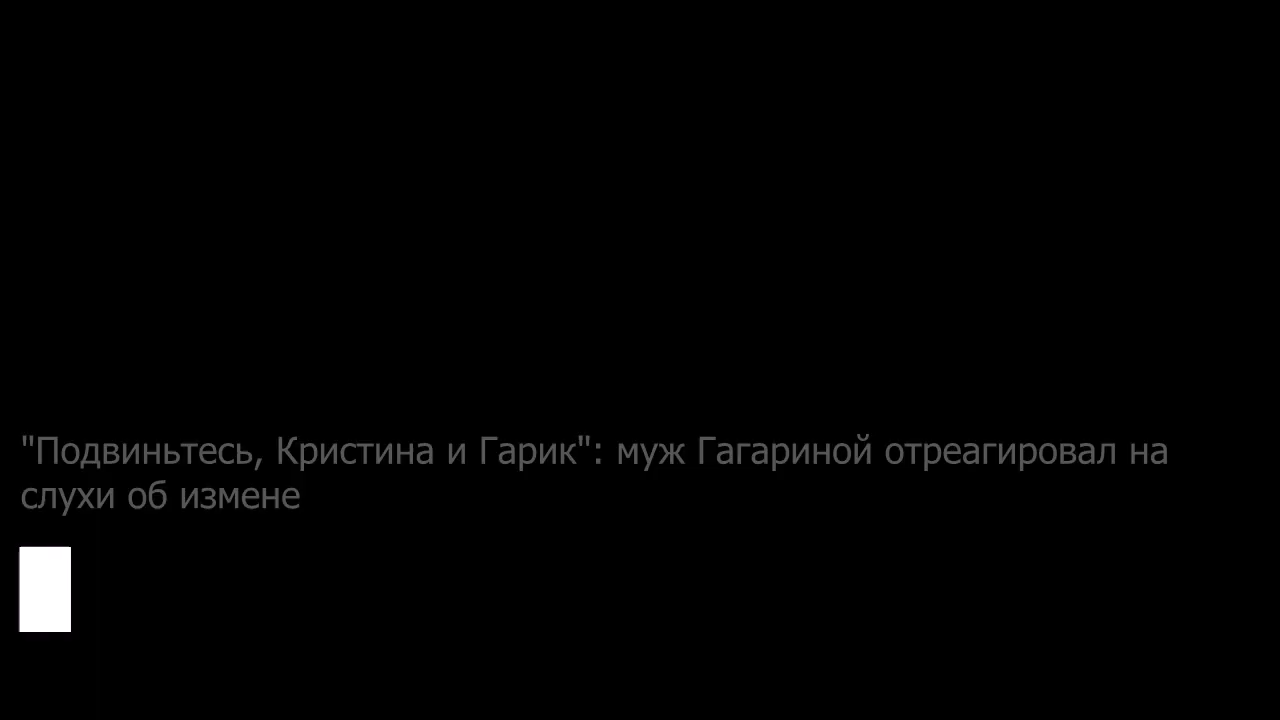 "Подвиньтесь, Кристина и Гарик": муж Гагариной отреагировал на
слухи об измене